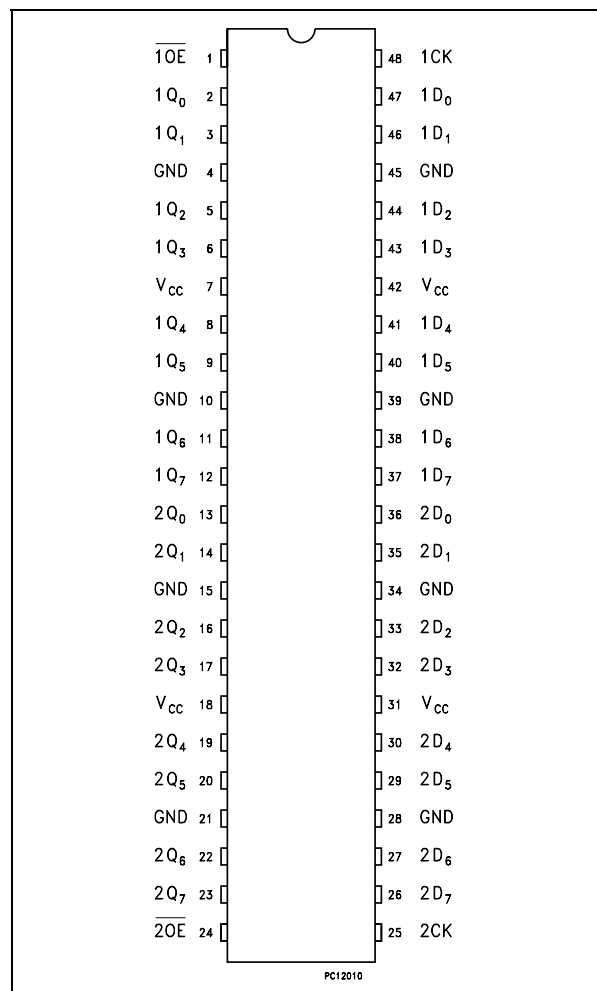 1OE 1 48 1CK
1Q0 2 47 1D0
1Q1 3 46 1D1
GND 4 45 GND
1Q2 5 44 1D2
1Q3 6 43 1D3
VCC 7 42 VCC
1Q4 8 41 1D4
1Q5 9 40 1D5
GND 10 39 GND
1Q6 11 38 1D6
1Q7 12 37 1D7
2Q0 13 36 2D0
2Q1 14 35 2D1
GND 15 34 GND
2Q2 16 33 2D2
2Q3 17 32 2D3
VCC 18 31 VCC
2Q4 19 30 2D4
2Q5 20 29 2D5
GND 21 28 GND
2Q6 22 27 2D6
2Q7 23 26 2D7
2OE 24 25 2CK
PC12010